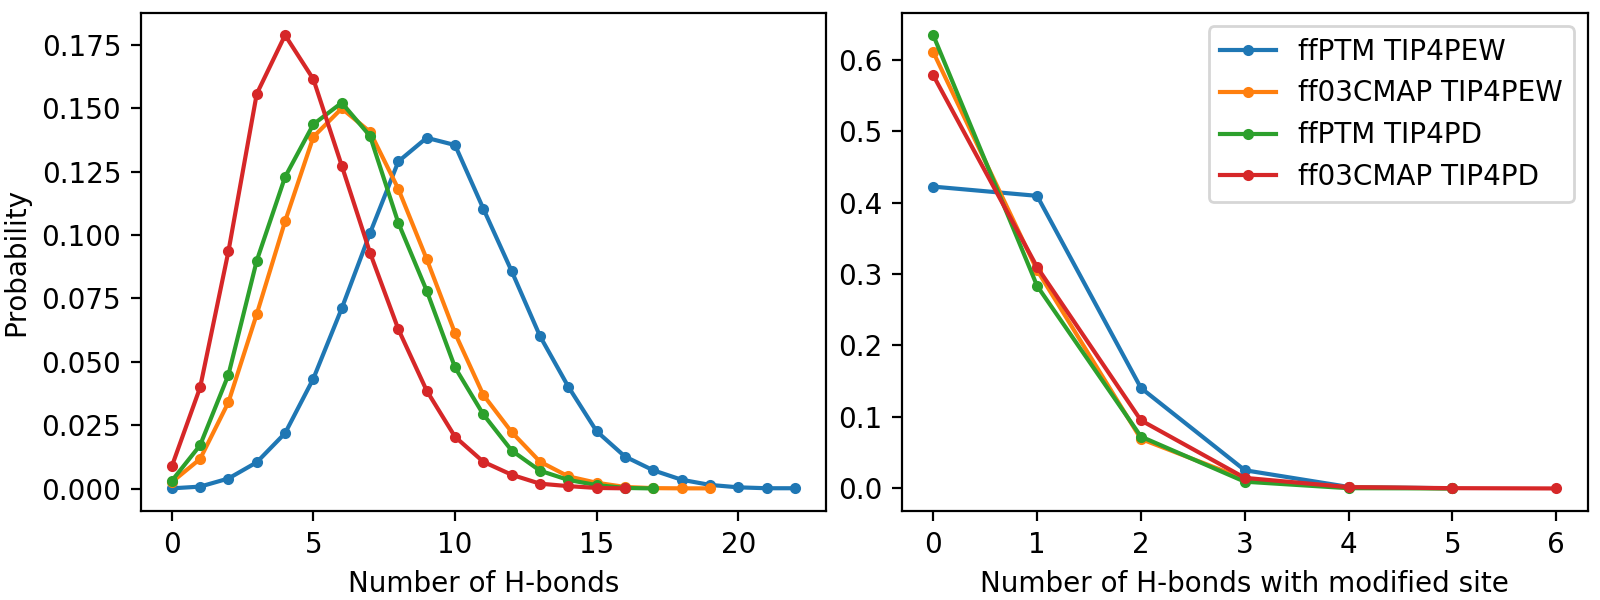 Probability
0.175
0.150
0.125
0.100
0.075
0.050
0.025
0.000
0 5 10 15 20
Number of H-bonds
0.6
0.5
0.4
0.3
0.2
0.1
0.0
0 1 2 3 4 5 6
Number of H-bonds with modified site
ffPTM TIP4PEW
ff03CMAP TIP4PEW
ffPTM TIP4PD
ff03CMAP TIP4PD